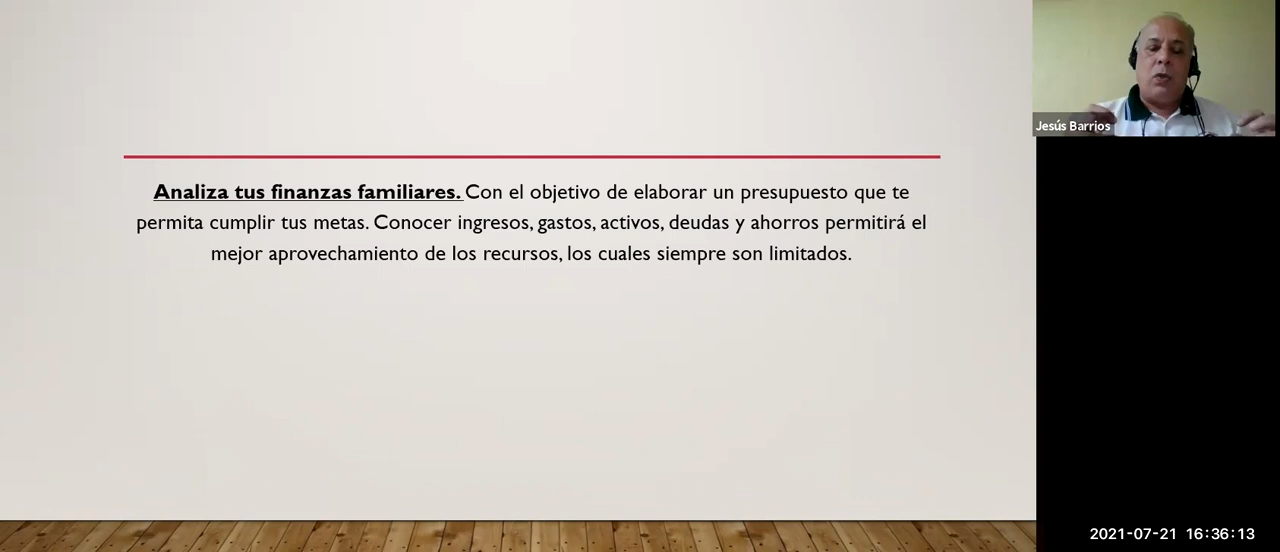 Analiza tus finanzas familiares. Con el objetivo de elaborar un presupuesto que te
permita cumplir tus metas. Conocer ingresos, gastos, activos, deudas y ahorros permitirá el
mejor aprovechamiento de los recursos, los cuales siempre son limitados.
Jesús Barrios
2021-07-21 16:36:13